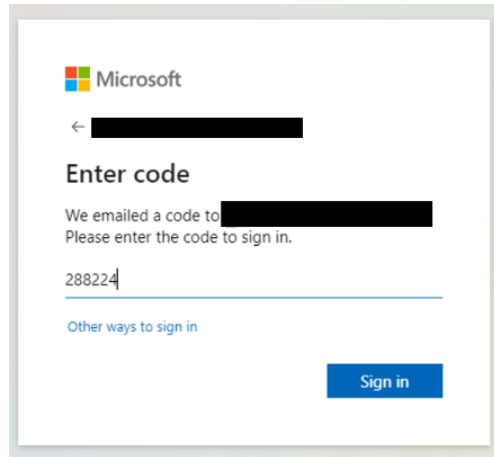 Microsoft
←
Enter code
We emailed a code to
Please enter the code to sign in.
288224
Other ways to sign in
Sign in